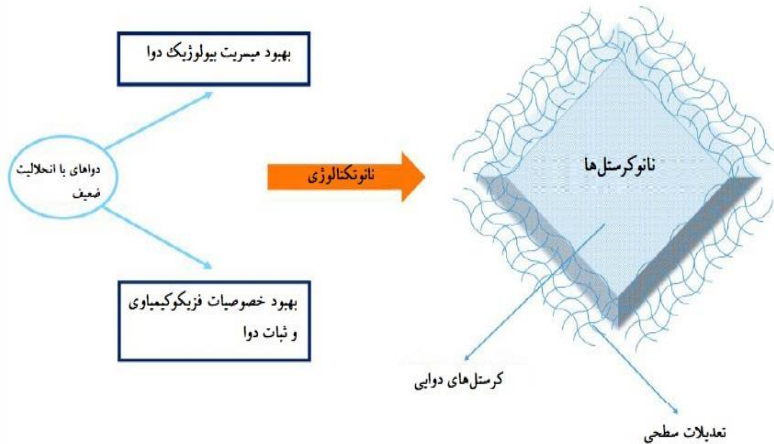 بهبود میسریت بیولوژیک دوا
دواهای با انحلالیت
ضعیف
نانوتکنالوژی
نانوکرستل‌ها
بهبود خصوصیات فزیکوکیمیاوی
و ثبات دوا
کرستل‌های دوایی
تعدیلات سطحی